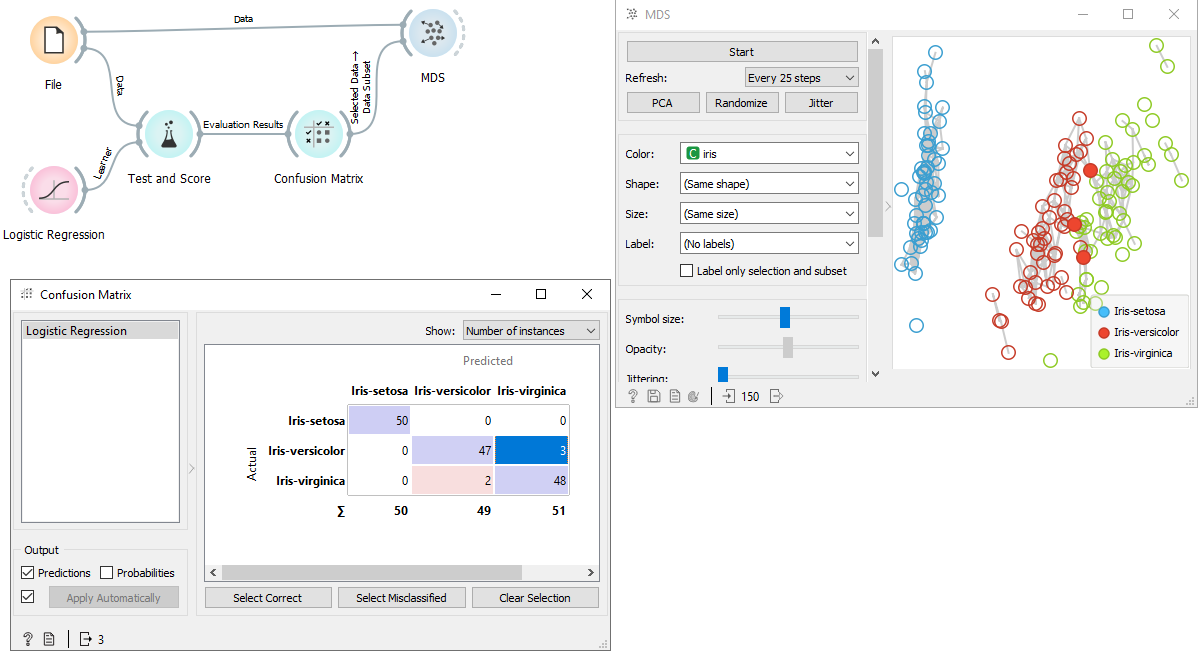 Data
File
Data
Learner
Logistic Regression
Test and Score
Evaluation Results
Confusion Matrix
Selected Data →
Data Subset
MDS
MDS
Start
Refresh:
Every 25 steps
PCA
Randomize
Jitter
Color:
C iris
Shape:
(Same shape)
Size:
(Same size)
Label:
(No labels)
Label only selection and subset
Symbol size:
Opacity:
Jittering:
? 150
Iris-setosa
Iris-versicolor
Iris-virginica
Confusion Matrix
Logistic Regression
Show: Number of instances
Predicted
Iris-setosa Iris-versicolor Iris-virginica
Actual
Iris-setosa 50 0 0
Iris-versicolor 0 47 3
Iris-virginica 0 2 48
Σ 50 49 51
Output
Predictions
Probabilities
Apply Automatically
Select Correct
Select Misclassified
Clear Selection
? 3